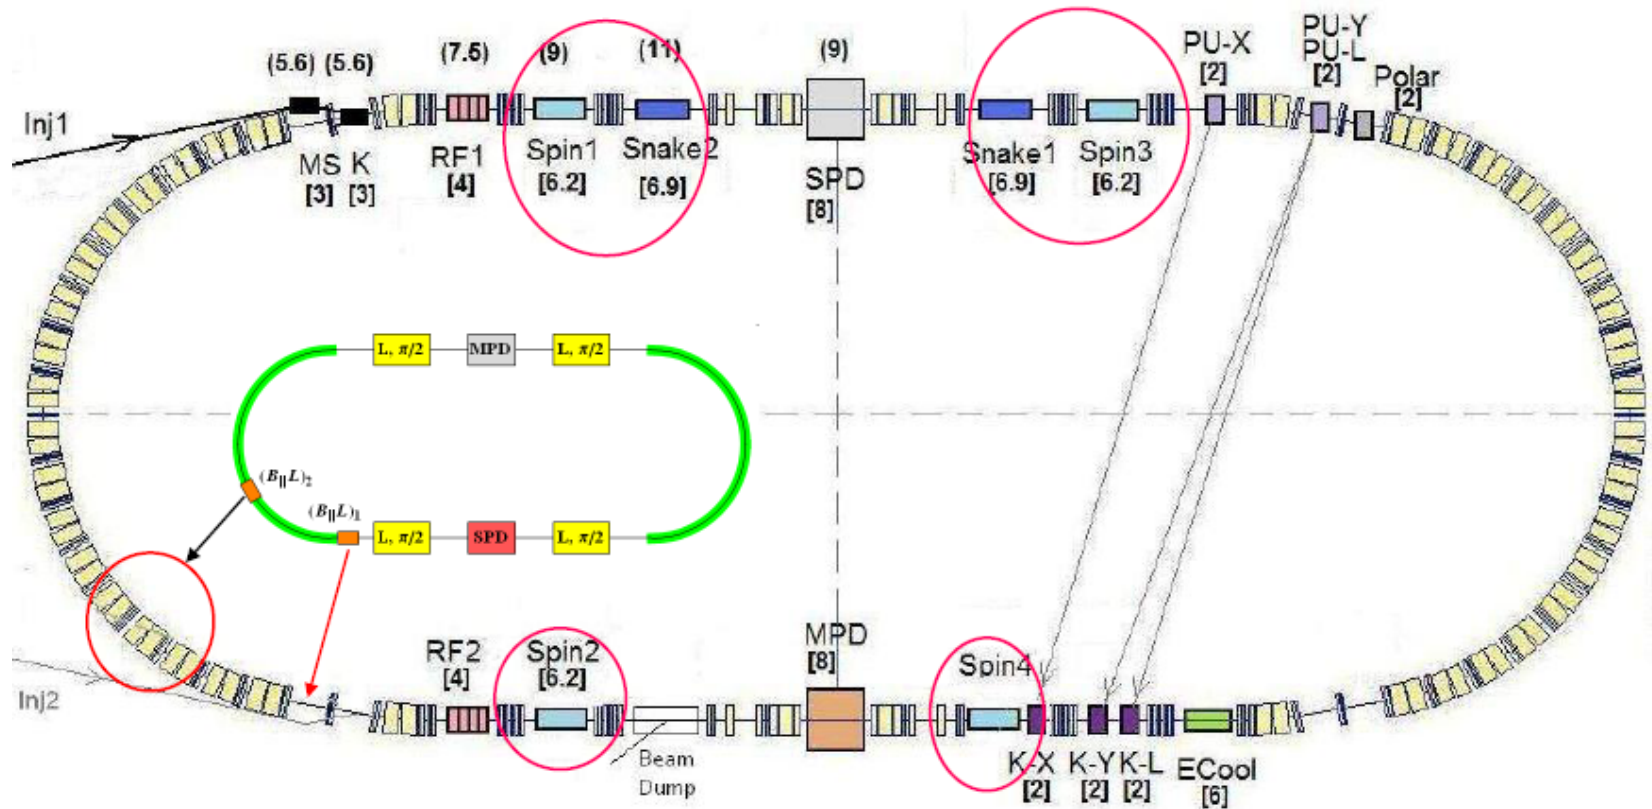 (5.6) (5.6)
(7.5)
(9)
(11)
(9)
PU-X
[2]
PU-Y
PU-L
[2]
Polar
[2]
Inj1
MS
[3]
K
[3]
RF1
[4]
Spin1
[6.2]
Snake2
[6.9]
SPD
[8]
Snake1
[6.9]
Spin3
[6.2]
L, π/2
MPD
L, π/2
(B||L)2
(B||L)1
L, π/2
SPD
L, π/2
Inj2
RF2
[4]
Spin2
[6.2]
MPD
[8]
Spin4
Beam
Dump
K-X
[2]
K-Y
[2]
K-L
[2]
ECool
[6]